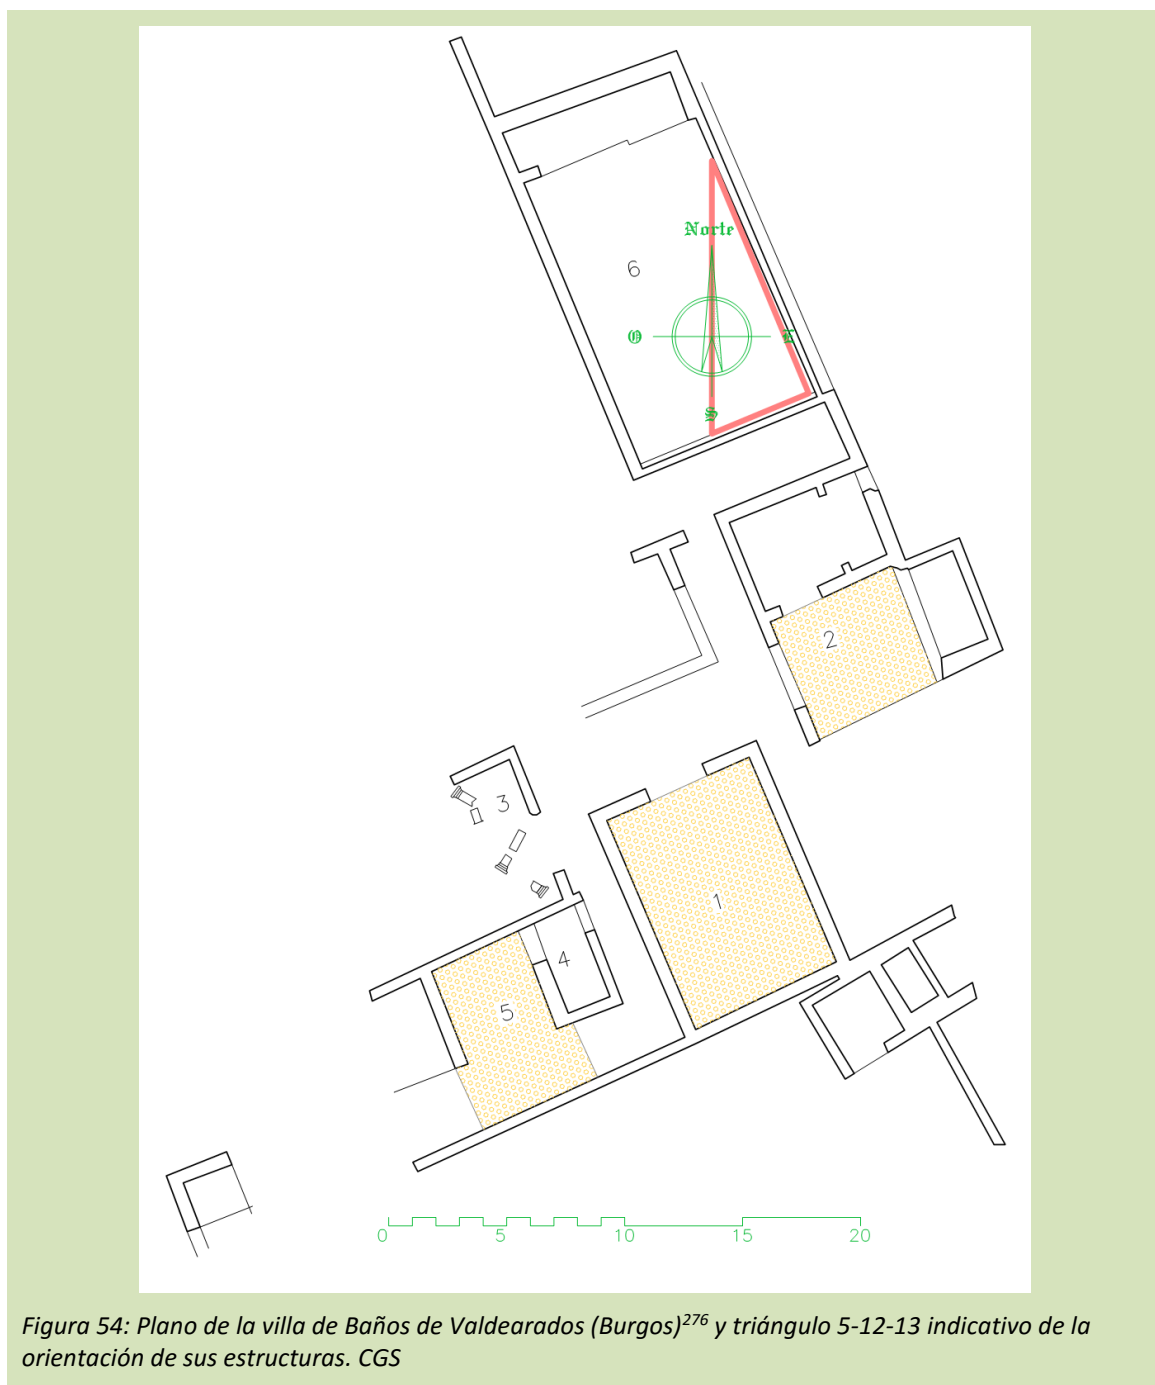 Norte
6
O
E
S
2
3
1
4
5
0 5 10 15 20
Figura 54: Plano de la villa de Baños de Valdearados (Burgos)276 y triángulo 5-12-13 indicativo de la
orientación de sus estructuras. CGS